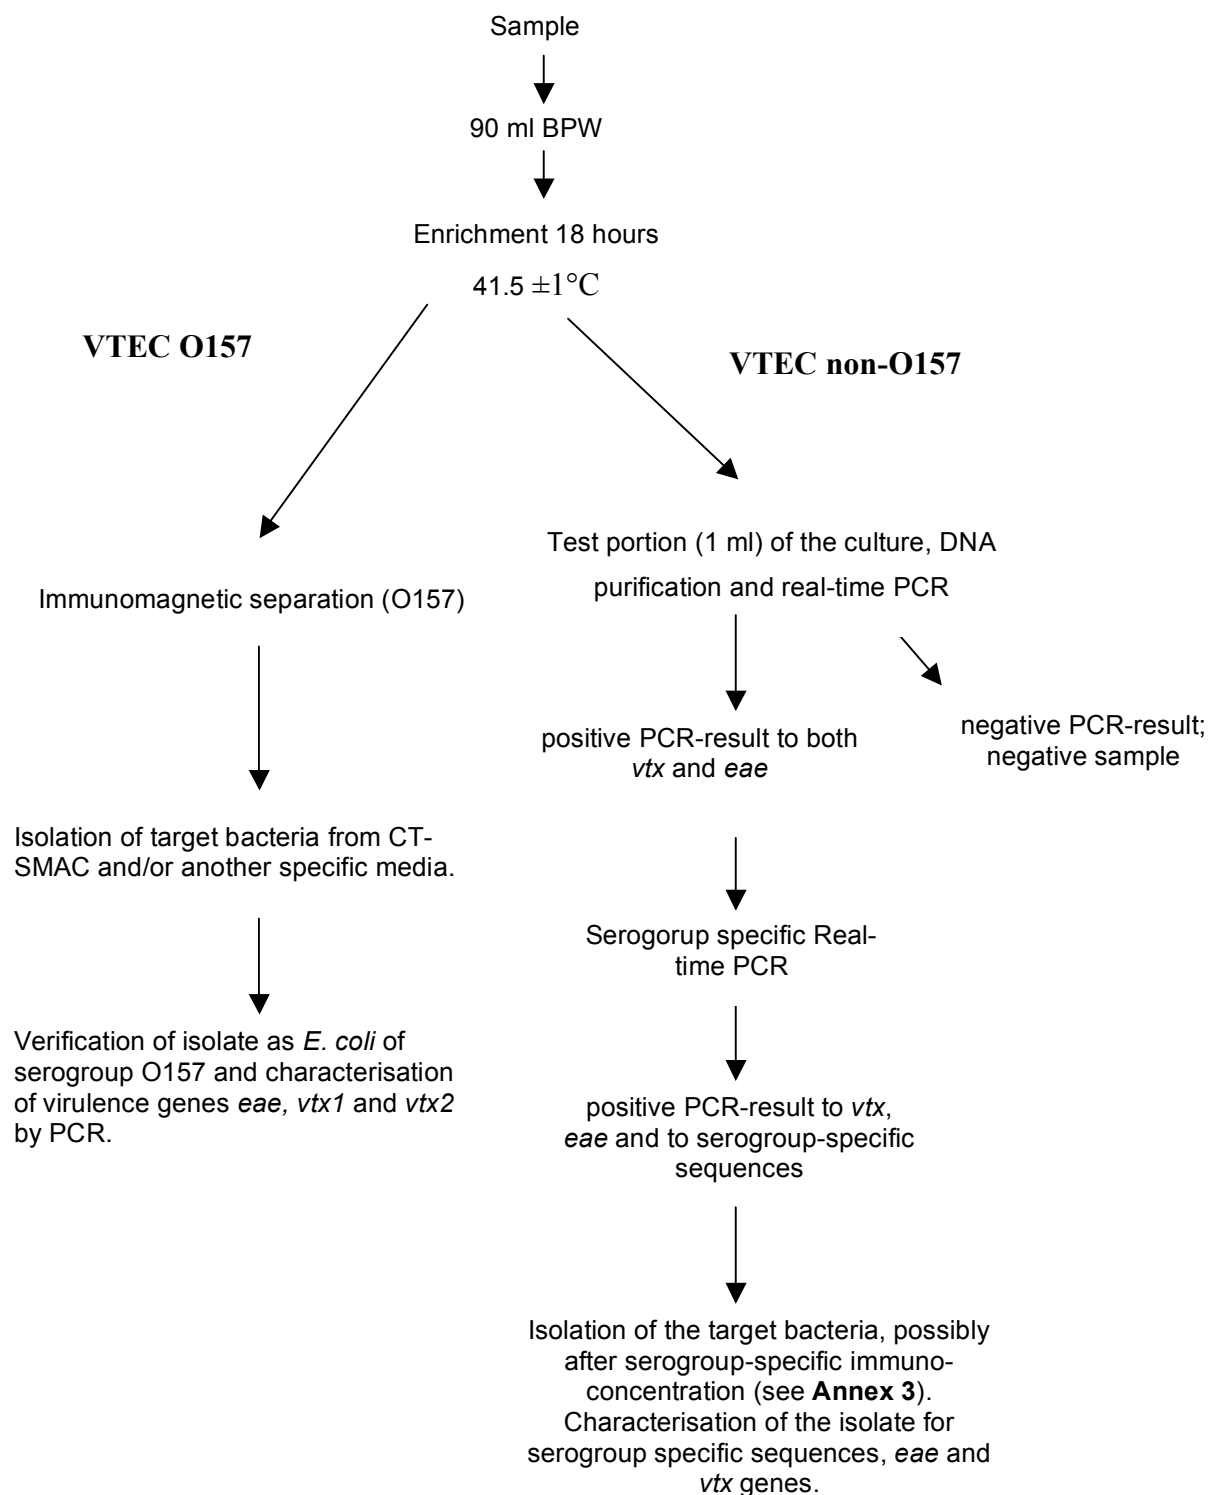 Sample
90 ml BPW
Enrichment 18 hours
41.5 ±1°C
VTEC O157
VTEC non-O157
Immunomagnetic separation (O157)
Isolation of target bacteria from CT-
SMAC and/or another specific media.
Verification of isolate as E. coli of
serogroup O157 and characterisation
of virulence genes eae, vtx1 and vtx2
by PCR.
Test portion (1 ml) of the culture, DNA
purification and real-time PCR
negative PCR-result;
negative sample
positive PCR-result to both
vtx and eae
Serogorup specific Real-
time PCR
positive PCR-result to vtx,
eae and to serogroup-specific
sequences
Isolation of the target bacteria, possibly
after serogroup-specific immuno-
concentration (see Annex 3).
Characterisation of the isolate for
serogroup specific sequences, eae and
vtx genes.